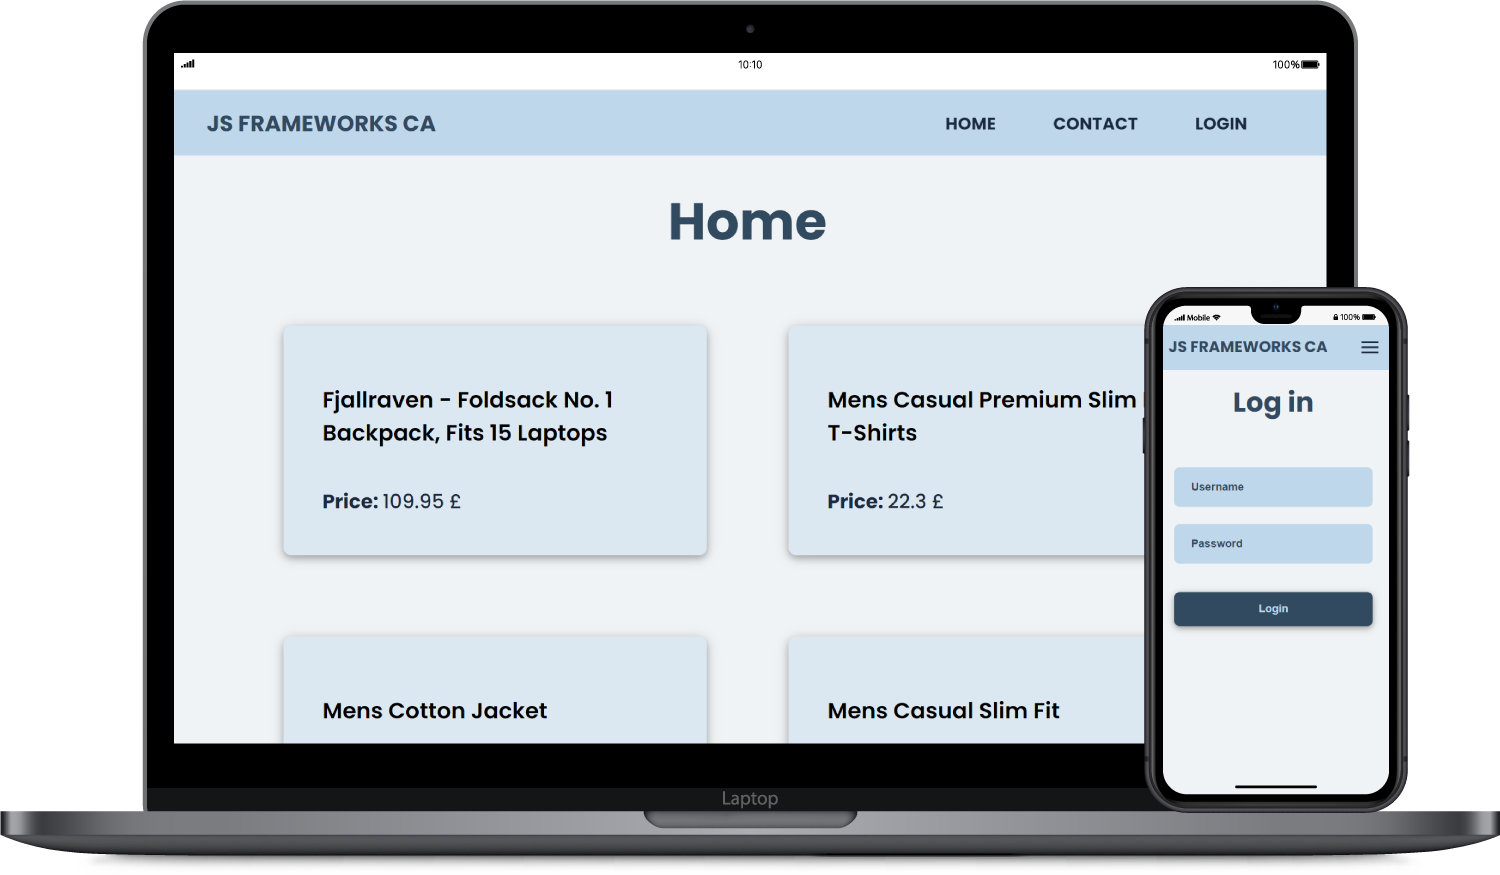 10:10
100%
JS FRAMEWORKS CA
HOME CONTACT LOGIN
Home
Fjallraven - Foldsack No. 1
Backpack, Fits 15 Laptops
Price: 109.95 £
Mens Casual Premium Slim
T-Shirts
Price: 22.3 £
Mens Cotton Jacket
Mens Casual Slim Fit
Laptop
Mobile
100%
JS FRAMEWORKS CA
Log in
Username
Password
Login